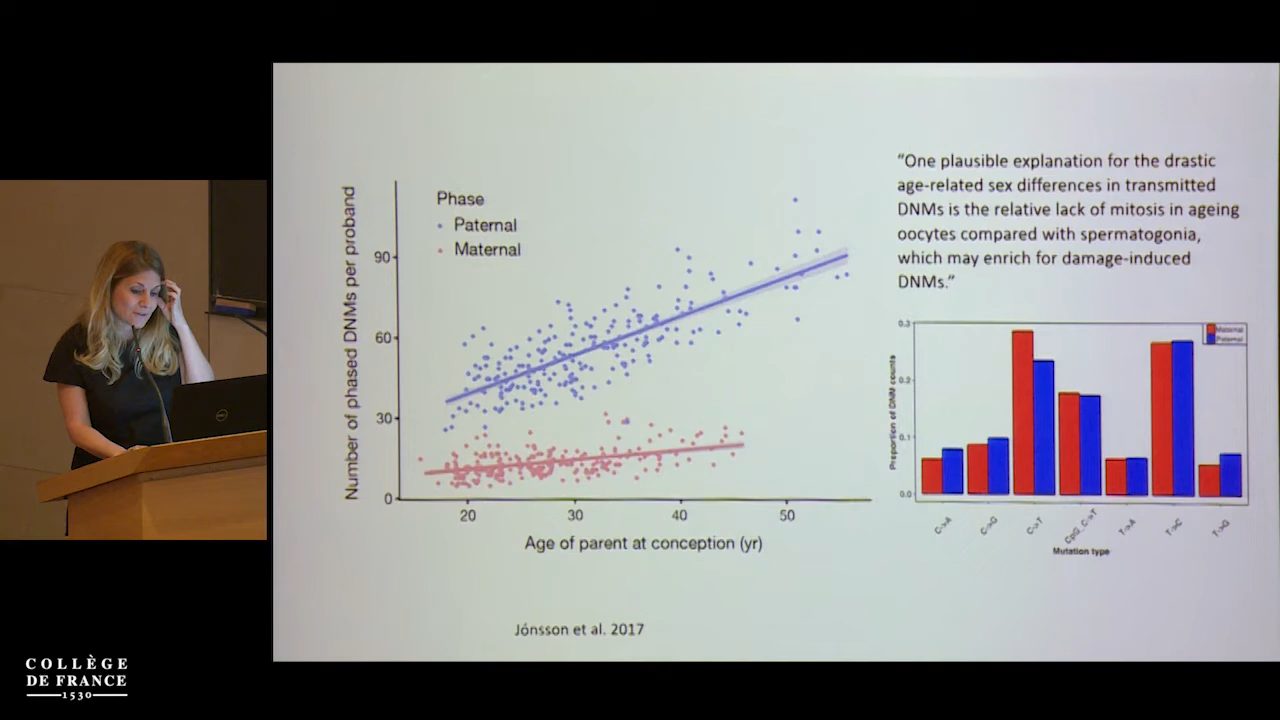 Number of phased DNMs per proband
Phase
Paternal
Maternal
90
60
30
0
20
30
40
50
Age of parent at conception (yr)
Jónsson et al. 2017
“One plausible explanation for the drastic
age-related sex differences in transmitted
DNMs is the relative lack of mitosis in ageing
oocytes compared with spermatogonia,
which may enrich for damage-induced
DNMs.”
Proportion of DNM counts
0.3
0.2
0.1
0.0
Maternal
Paternal
C->A
C->G
C->T
CpG_C->T
T->A
T->C
T->G
Mutation type
DELL
COLLÈGE
DE FRANCE
1530